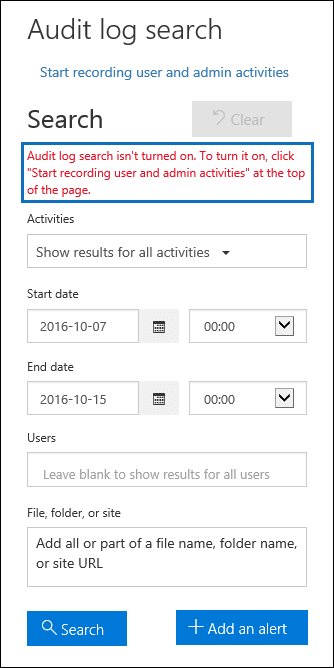 Audit log search
Start recording user and admin activities
Search
Clear
Audit log search isn't turned on. To turn it on, click
"Start recording user and admin activities" at the top
of the page.
Activities
Show results for all activities
Start date
2016-10-07
00:00
End date
2016-10-15
00:00
Users
Leave blank to show results for all users
File, folder, or site
Add all or part of a file name, folder name,
or site URL
Search
Add an alert